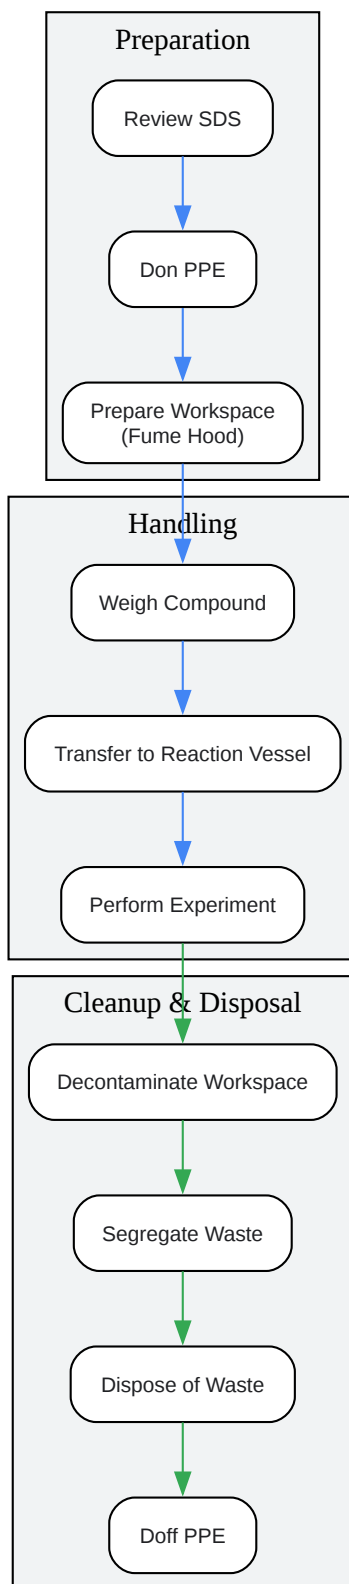 Preparation
Review SDS
Don PPE
Prepare Workspace
(Fume Hood)
Handling
Weigh Compound
Transfer to Reaction Vessel
Perform Experiment
Cleanup & Disposal
Decontaminate Workspace
Segregate Waste
Dispose of Waste
Doff PPE